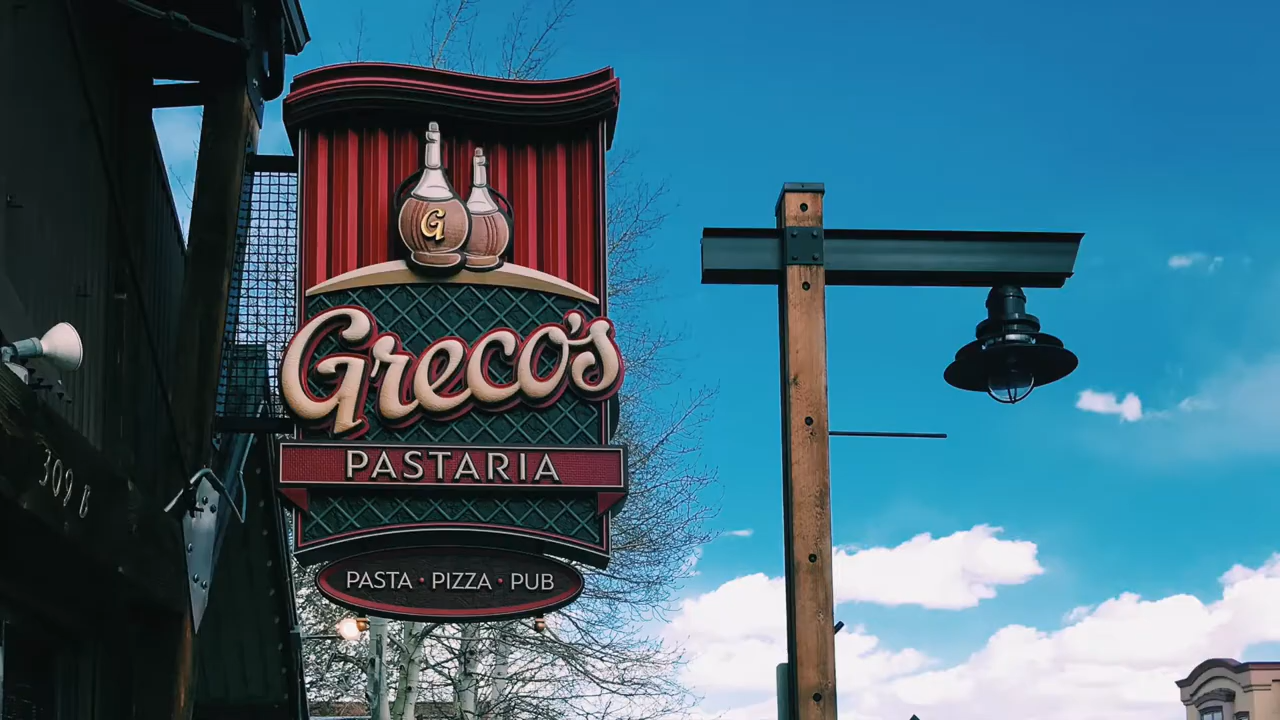 G
Greco's
PASTARIA
PASTA • PIZZA • PUB
309 B